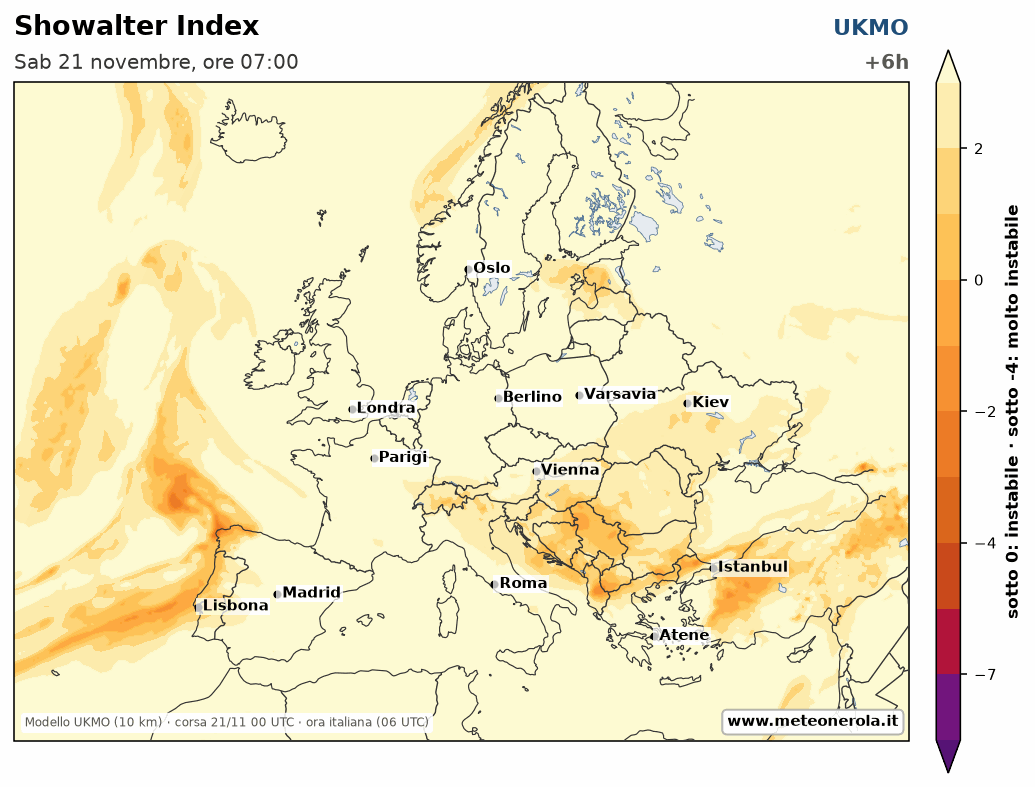 Showalter Index
UKMO
Sab 21 novembre, ore 07:00
+6h
Oslo
Berlino
Varsavia
Kiev
Londra
Parigi
Vienna
Istanbul
Roma
Madrid
Lisbona
Atene
Modello UKMO (10 km) · corsa 21/11 00 UTC · ora italiana (06 UTC)
www.meteonerola.it
2
0
−2
−4
−7
sotto 0: instabile · sotto -4: molto instabile